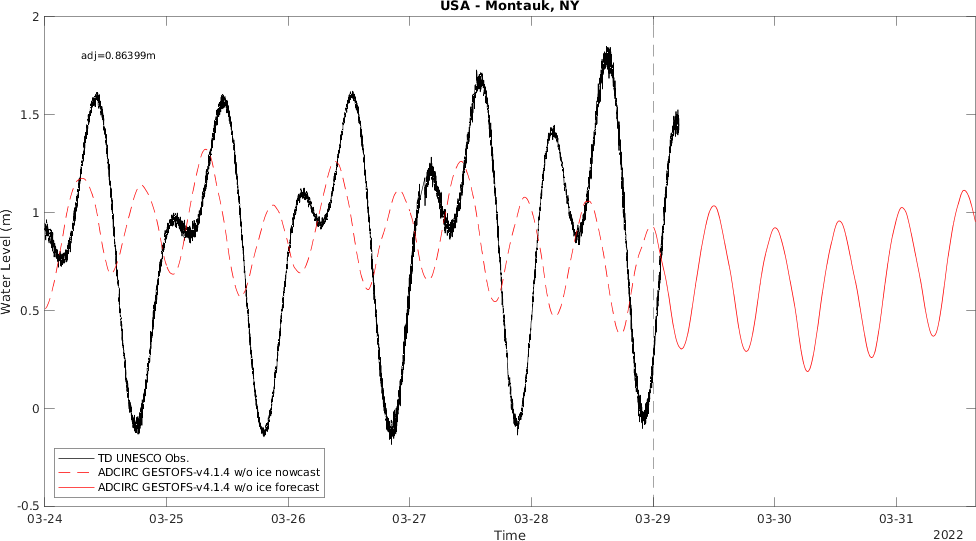 USA - Montauk, NY
adj=0.86399m
Water Level (m)
2
1.5
1
0.5
0
-0.5
TD UNESCO Obs.
ADCIRC GESTOFS-v4.1.4 w/o ice nowcast
ADCIRC GESTOFS-v4.1.4 w/o ice forecast
03-24 03-25 03-26 03-27 03-28 03-29 03-30 03-31
Time
2022